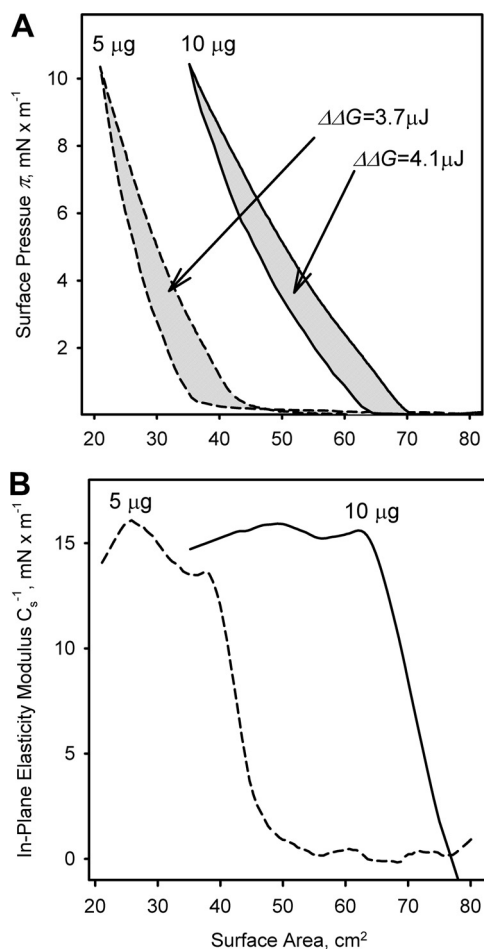 A
5 μg
10 μg
ΔΔG=3.7μJ
ΔΔG=4.1μJ
Surface Pressue π, mN x m⁻¹
10
8
6
4
2
20 30 40 50 60 70 80
B
5 μg
10 μg
In-Plane Elasticity Modulus Cₛ⁻¹, mN x m⁻¹
15
10
5
0
20 30 40 50 60 70 80
Surface Area, cm²